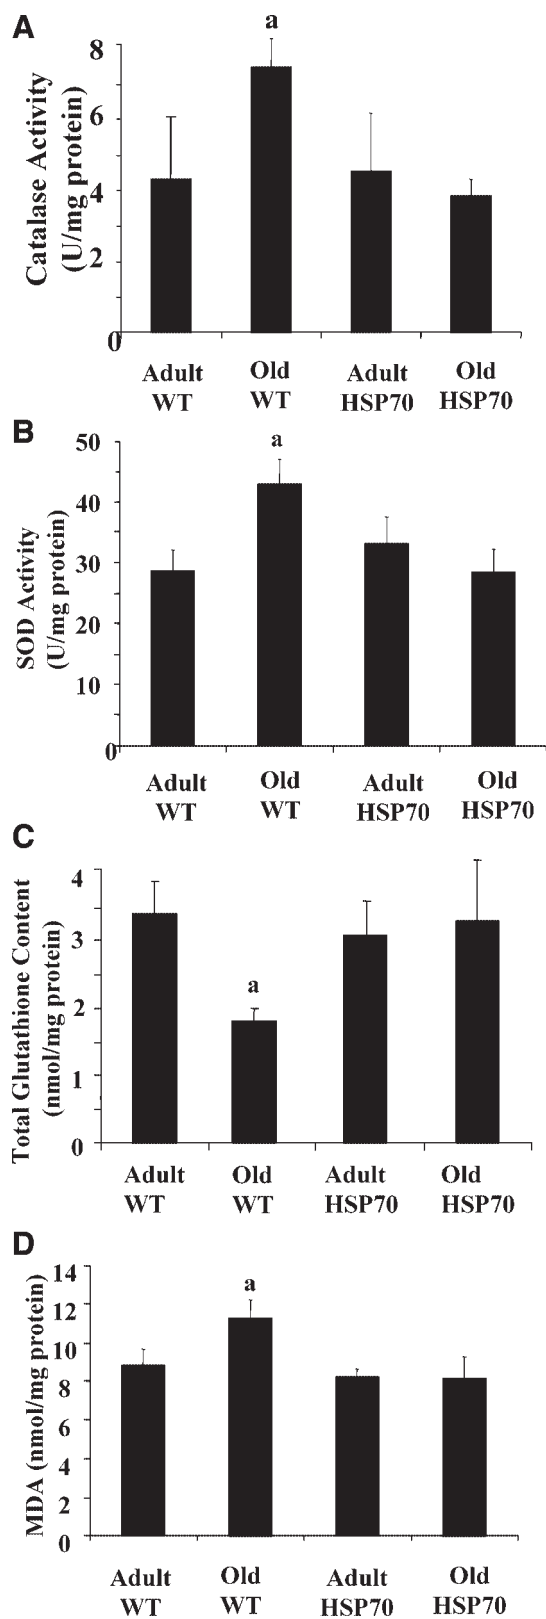 A
a
Catalase Activity
(U/mg protein)
8
6
4
2
0
Adult
WT
Old
WT
Adult
HSP70
Old
HSP70
B
a
SOD Activity
(U/mg protein)
50
40
30
20
10
0
Adult
WT
Old
WT
Adult
HSP70
Old
HSP70
C
a
Total Glutathione Content
(nmol/mg protein)
4
3
2
1
0
Adult
WT
Old
WT
Adult
HSP70
Old
HSP70
D
a
MDA (nmol/mg protein)
14
12
10
8
6
4
2
0
Adult
WT
Old
WT
Adult
HSP70
Old
HSP70